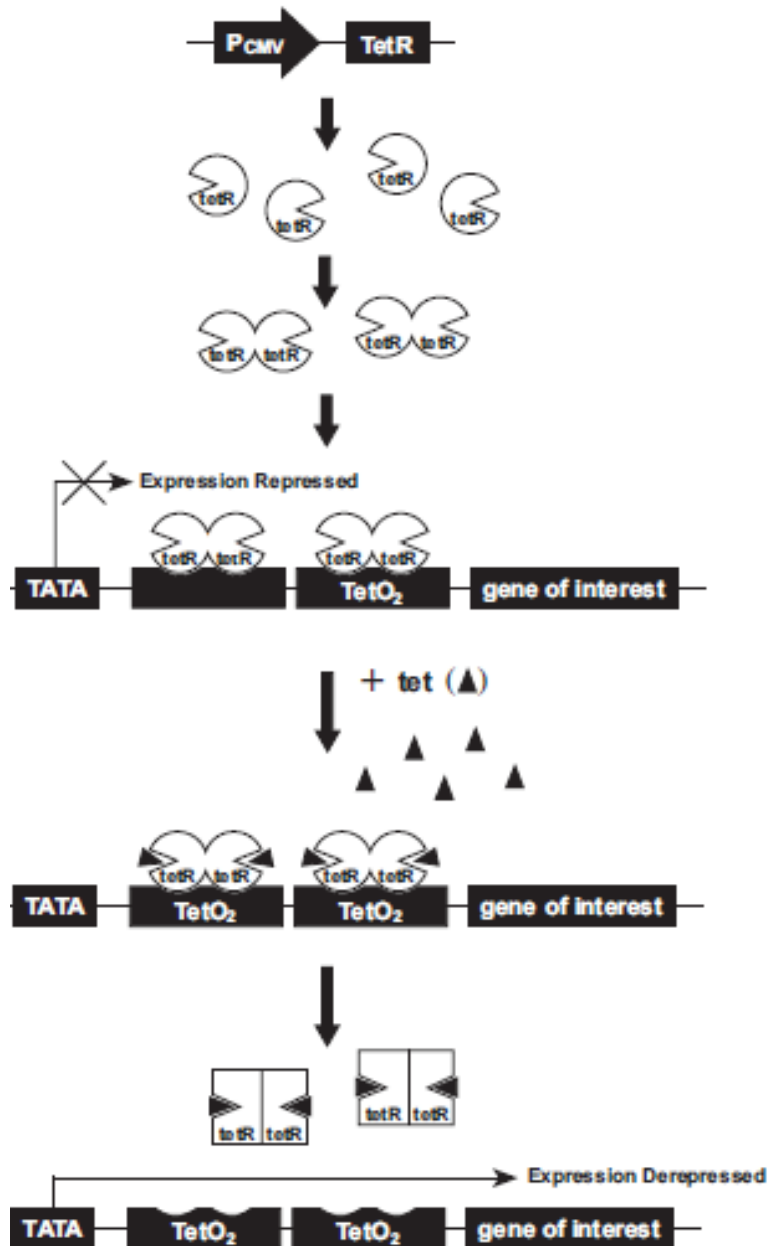 PCMV TetR
tetR tetR tetR tetR
tetR tetR tetR tetR
Expression Repressed
tetR tetR tetR tetR
TATA TetO2 gene of interest
+ tet (▲)
tetR tetR tetR tetR
TATA TetO2 TetO2 gene of interest
tetR tetR tetR tetR
Expression Derepressed
TATA TetO2 TetO2 gene of interest